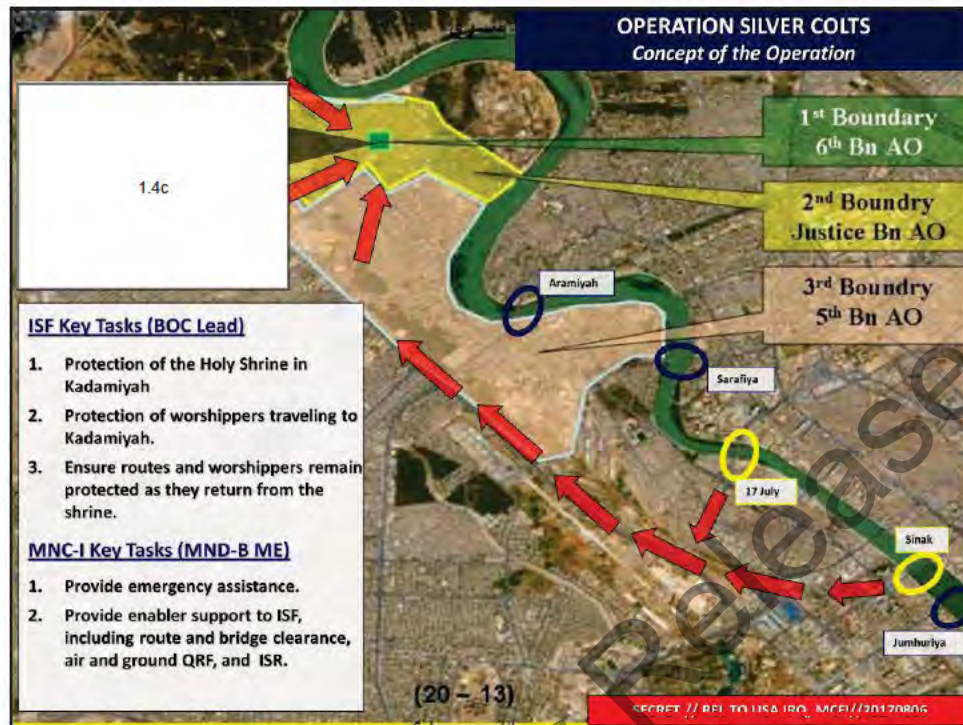 OPERATION SILVER COLTS
Concept of the Operation
1.4c
1st Boundary
6th Bn AO
2nd Boundry
Justice Bn AO
3rd Boundry
5th Bn AO
Aramiyah
Sarafiya
17 July
Sinak
Jumhuriya
ISF Key Tasks (BOC Lead)
1. Protection of the Holy Shrine in
Kadamiyah
2. Protection of worshippers traveling to
Kadamiyah.
3. Ensure routes and worshippers remain
protected as they return from the
shrine.
MNC-I Key Tasks (MND-B ME)
1. Provide emergency assistance.
2. Provide enabler support to ISF,
including route and bridge clearance,
air and ground QRF, and ISR.
(20 – 13)
SECRET // REL TO USA IRQ, MCFI//20170806
Release